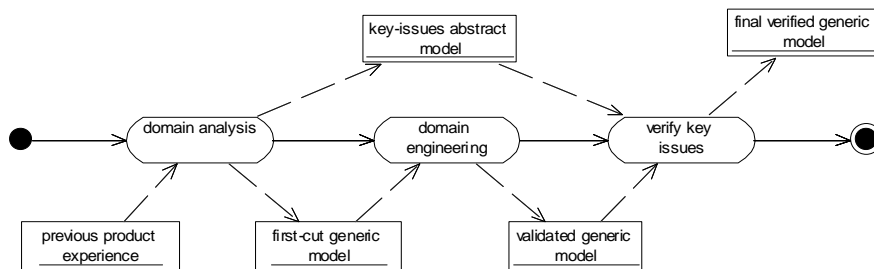 key-issues abstract
model
final verified generic
model
domain analysis
domain
engineering
verify key
issues
previous product
experience
first-cut generic
model
validated generic
model